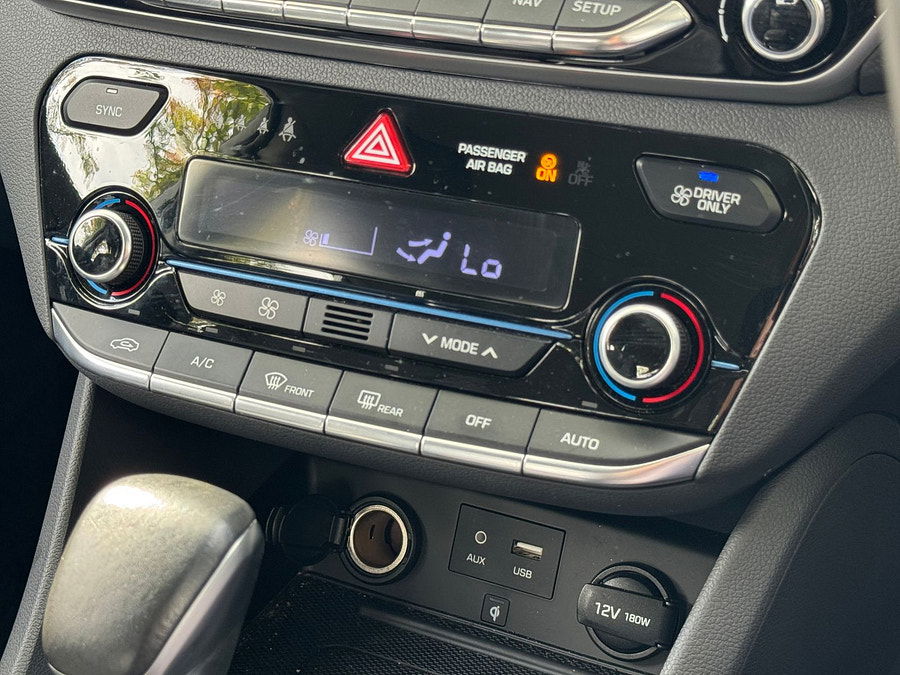 NAV
SETUP
SYNC
PASSENGER
AIR BAG
ON
OFF
DRIVER
ONLY
Lo
MODE
A/C
FRONT
REAR
OFF
AUTO
AUX
USB
12V 180W